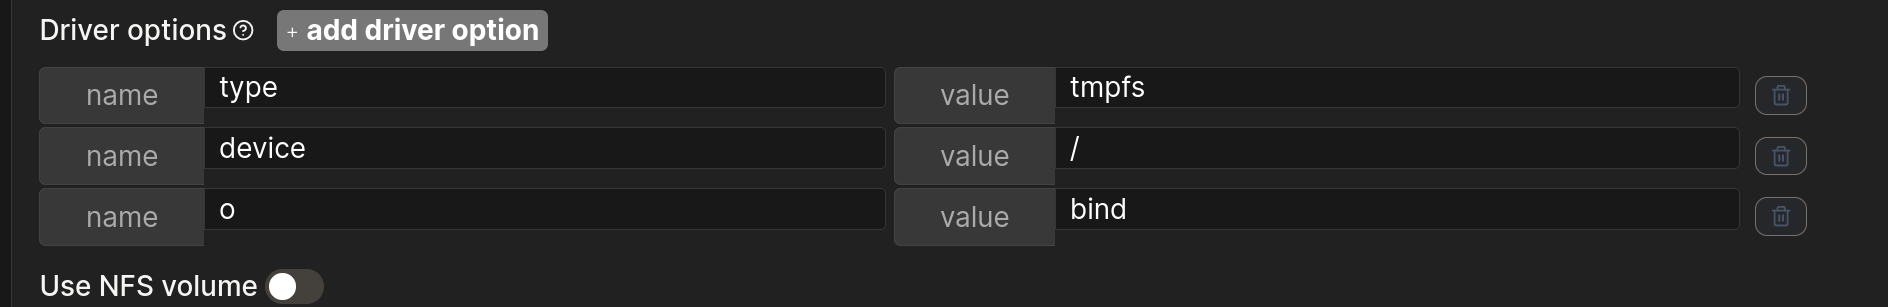 Driver options
+ add driver option
name type value tmpfs
name device value /
name o value bind
Use NFS volume